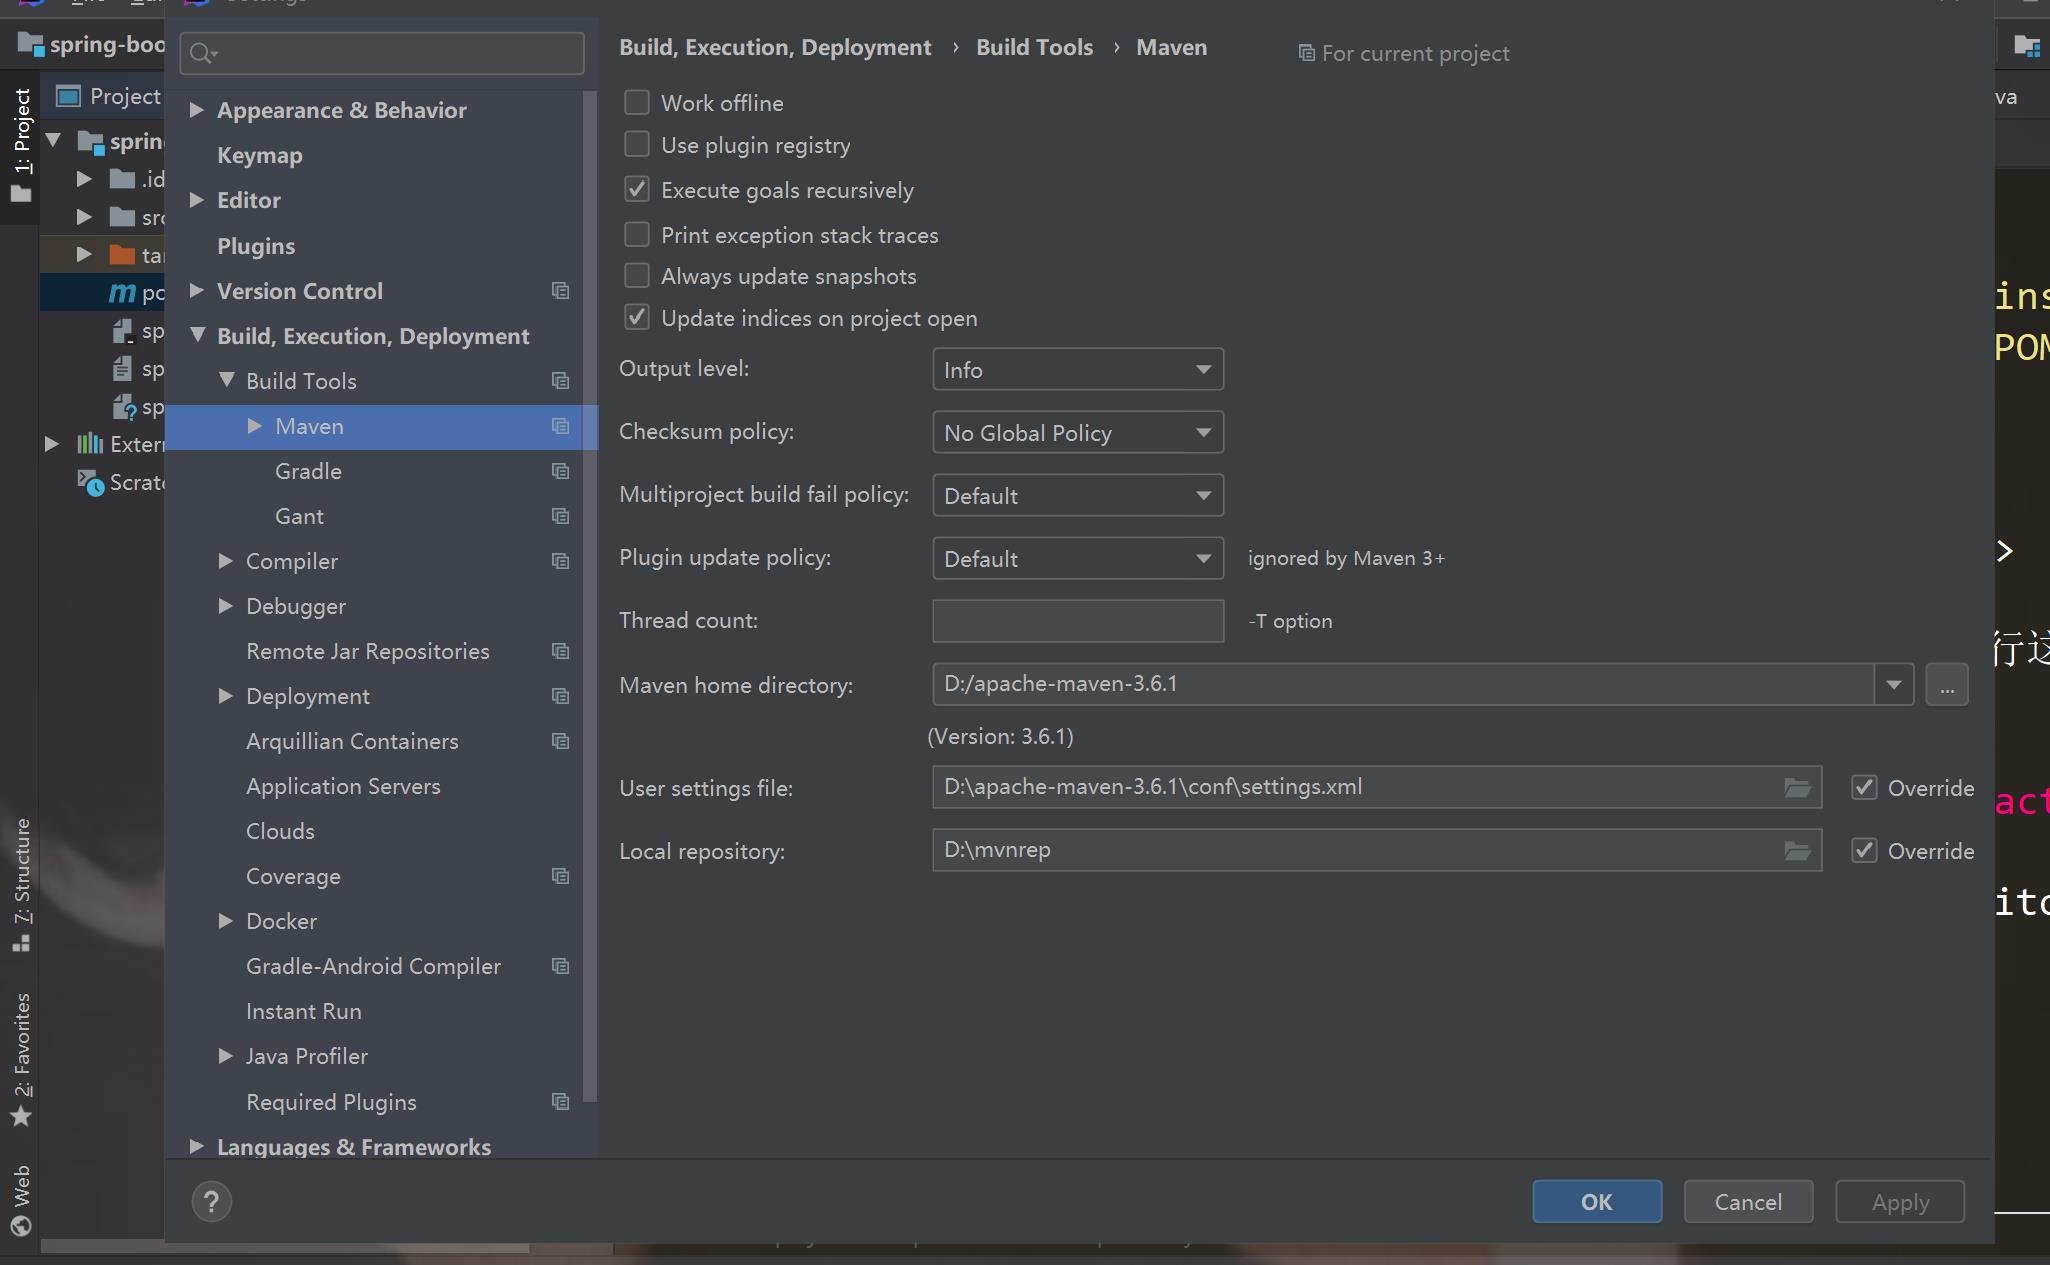 spring-boo
Project
1: Project
sprin
.id
src
ta
po
sp
sp
sp
Exter
Scrat
7: Structure
2: Favorites
Web
Appearance & Behavior
Keymap
Editor
Plugins
Version Control
Build, Execution, Deployment
Build Tools
Maven
Gradle
Gant
Compiler
Debugger
Remote Jar Repositories
Deployment
Arquillian Containers
Application Servers
Clouds
Coverage
Docker
Gradle-Android Compiler
Instant Run
Java Profiler
Required Plugins
Languages & Frameworks
Build, Execution, Deployment › Build Tools › Maven For current project
Work offline
Use plugin registry
Execute goals recursively
Print exception stack traces
Always update snapshots
Update indices on project open
Output level: Info
Checksum policy: No Global Policy
Multiproject build fail policy: Default
Plugin update policy: Default ignored by Maven 3+
Thread count: -T option
Maven home directory: D:/apache-maven-3.6.1 ...
(Version: 3.6.1)
User settings file: D:\apache-maven-3.6.1\conf\settings.xml Override
Local repository: D:\mvnrep Override
? OK Cancel Apply
va
ins
POM
>
行这
act
ito